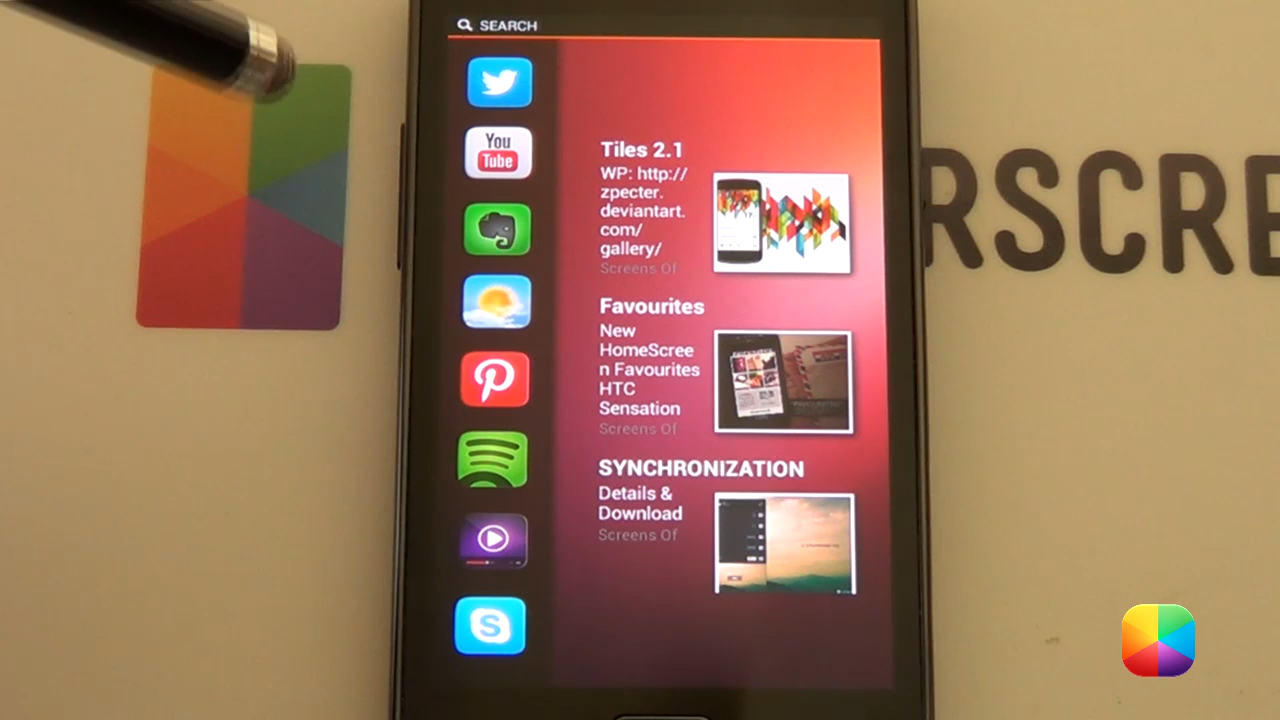 SEARCH
You
Tube
Tiles 2.1
WP: http://
zpecter.
deviantart.
com/
gallery/
Screens Of
Favourites
New
HomeScree
n Favourites
HTC
Sensation
Screens Of
SYNCHRONIZATION
Details &
Download
Screens Of
S
RSCRE